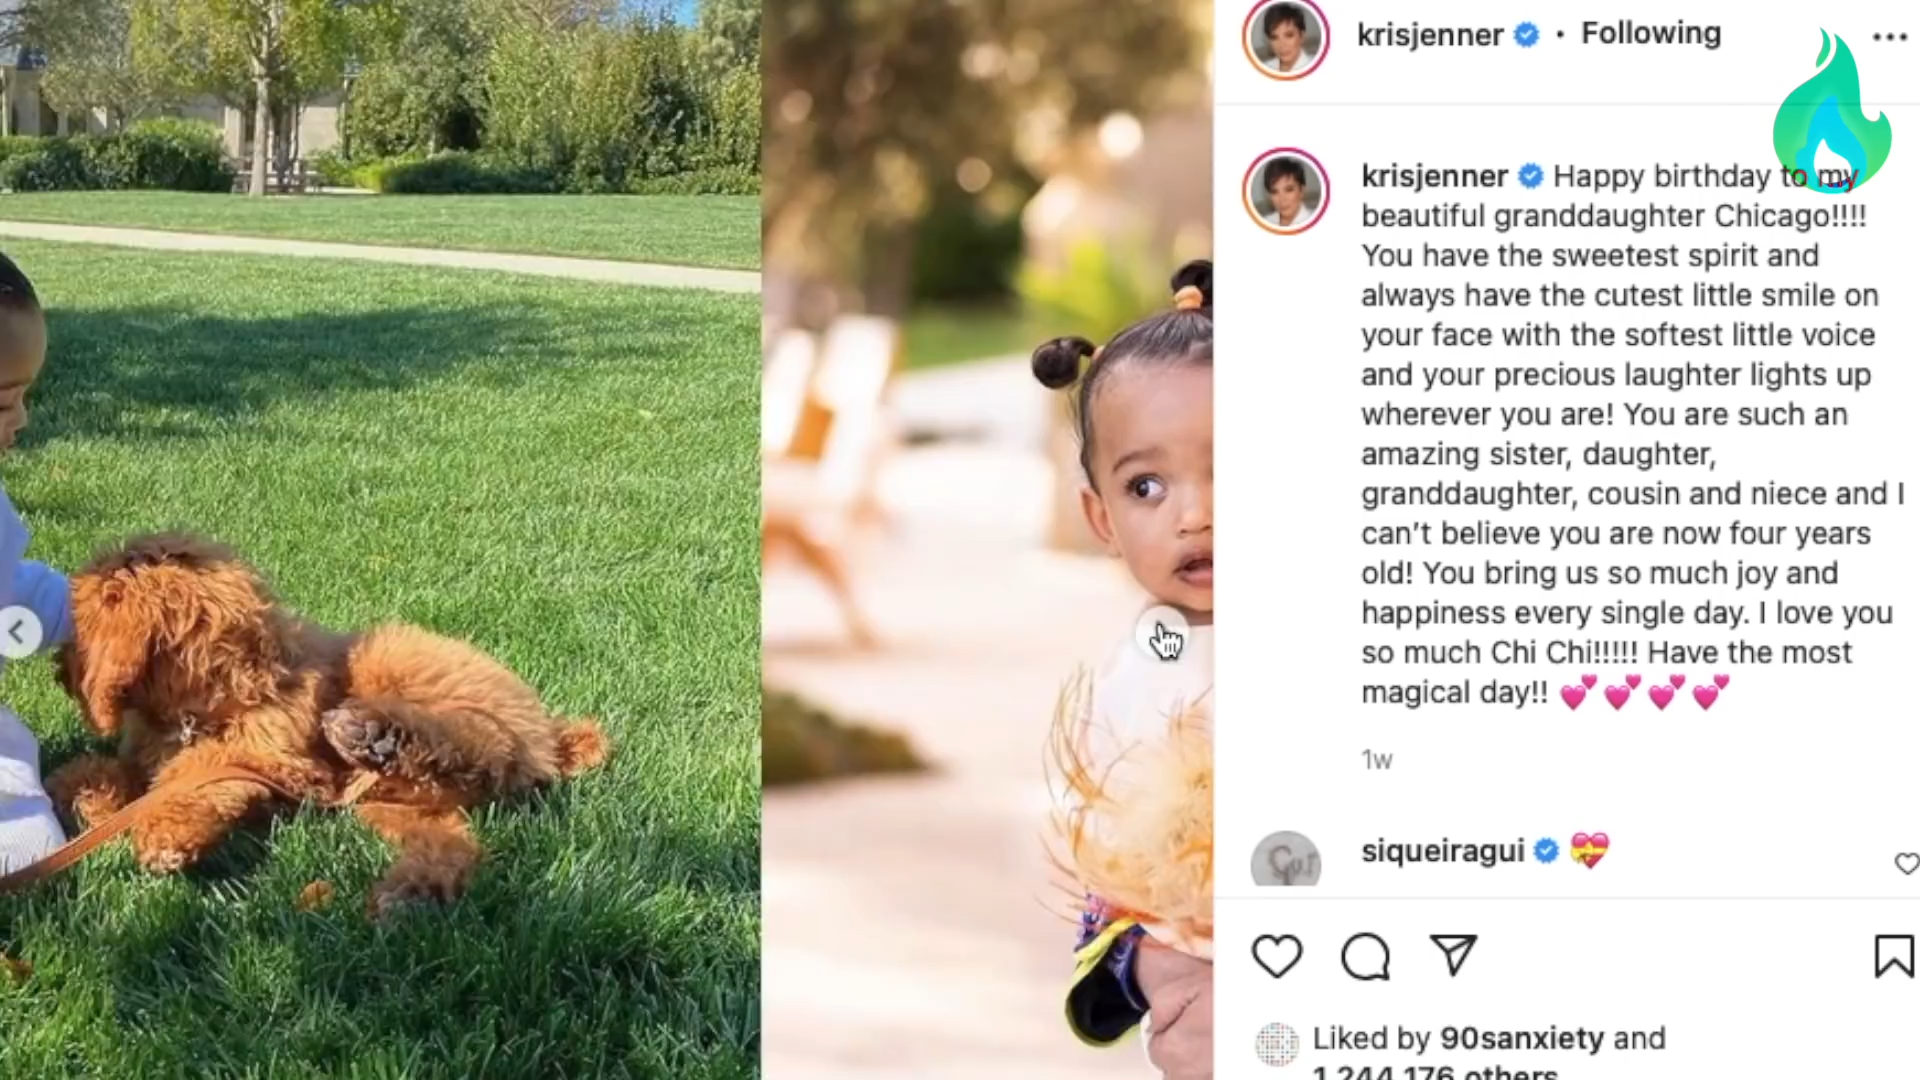 krisjenner • Following
krisjenner Happy birthday to my
beautiful granddaughter Chicago!!!!
You have the sweetest spirit and
always have the cutest little smile on
your face with the softest little voice
and your precious laughter lights up
wherever you are! You are such an
amazing sister, daughter,
granddaughter, cousin and niece and I
can't believe you are now four years
old! You bring us so much joy and
happiness every single day. I love you
so much Chi Chi!!!!! Have the most
magical day!! 💕💕💕💕
1w
siqueiragui 💝
Liked by 90sanxiety and
1,244,176 others